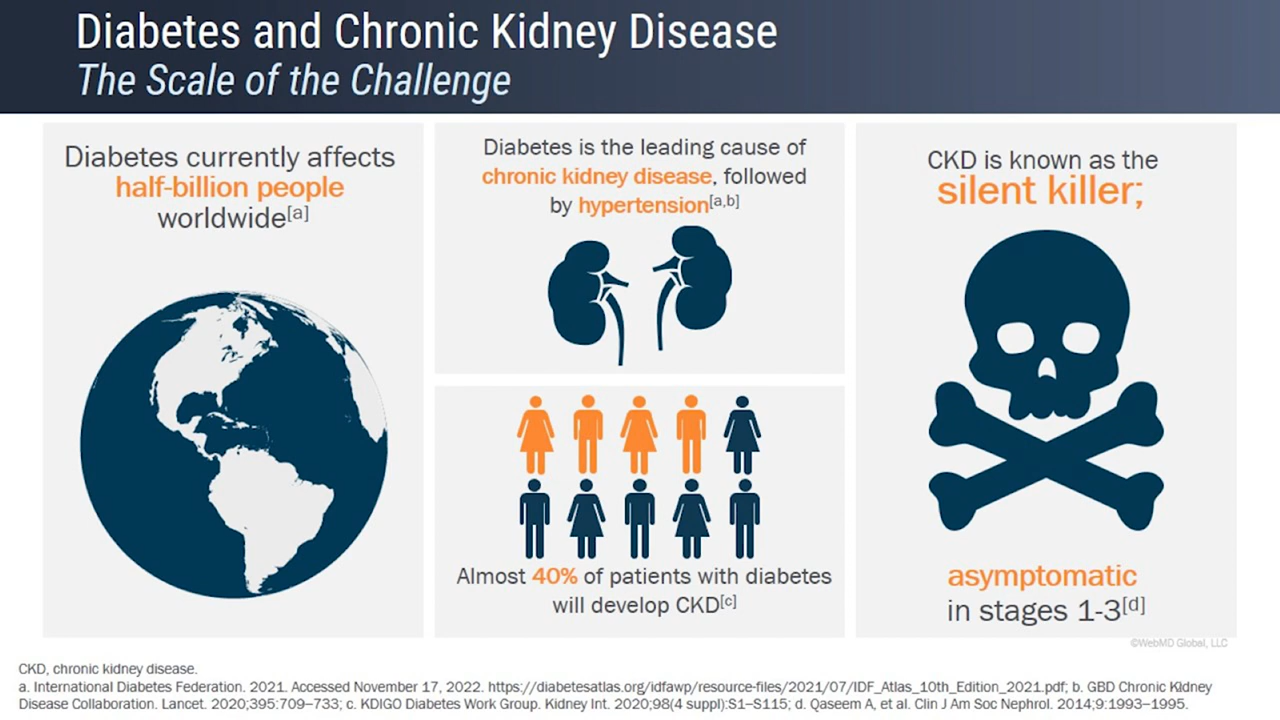 Diabetes and Chronic Kidney Disease
The Scale of the Challenge
Diabetes currently affects
half-billion people
worldwide[a]
Diabetes is the leading cause of
chronic kidney disease, followed
by hypertension[a,b]
Almost 40% of patients with diabetes
will develop CKD[c]
CKD is known as the
silent killer;
asymptomatic
in stages 1-3[d]
©WebMD Global, LLC
CKD, chronic kidney disease.
a. International Diabetes Federation. 2021. Accessed November 17, 2022. https://diabetesatlas.org/idfawp/resource-files/2021/07/IDF_Atlas_10th_Edition_2021.pdf; b. GBD Chronic Kidney
Disease Collaboration. Lancet. 2020;395:709–733; c. KDIGO Diabetes Work Group. Kidney Int. 2020;98(4 suppl):S1–S115; d. Qaseem A, et al. Clin J Am Soc Nephrol. 2014;9:1993–1995.